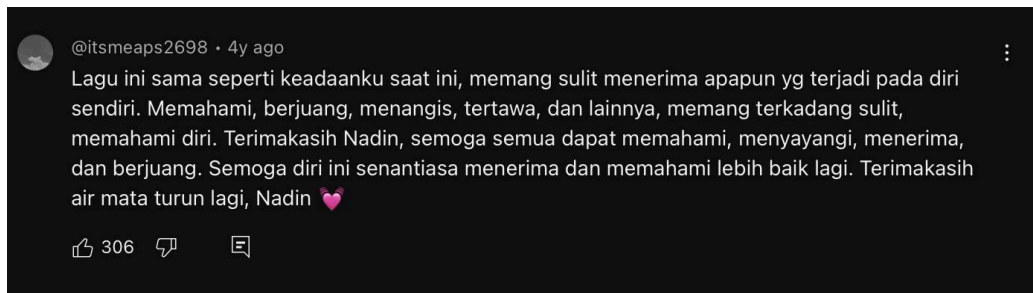 @itsmeaps2698 • 4y ago
Lagu ini sama seperti keadaanku saat ini, memang sulit menerima apapun yg terjadi pada diri
sendiri. Memahami, berjuang, menangis, tertawa, dan lainnya, memang terkadang sulit,
memahami diri. Terimakasih Nadin, semoga semua dapat memahami, menyayangi, menerima,
dan berjuang. Semoga diri ini senantiasa menerima dan memahami lebih baik lagi. Terimakasih
air mata turun lagi, Nadin 💓
306